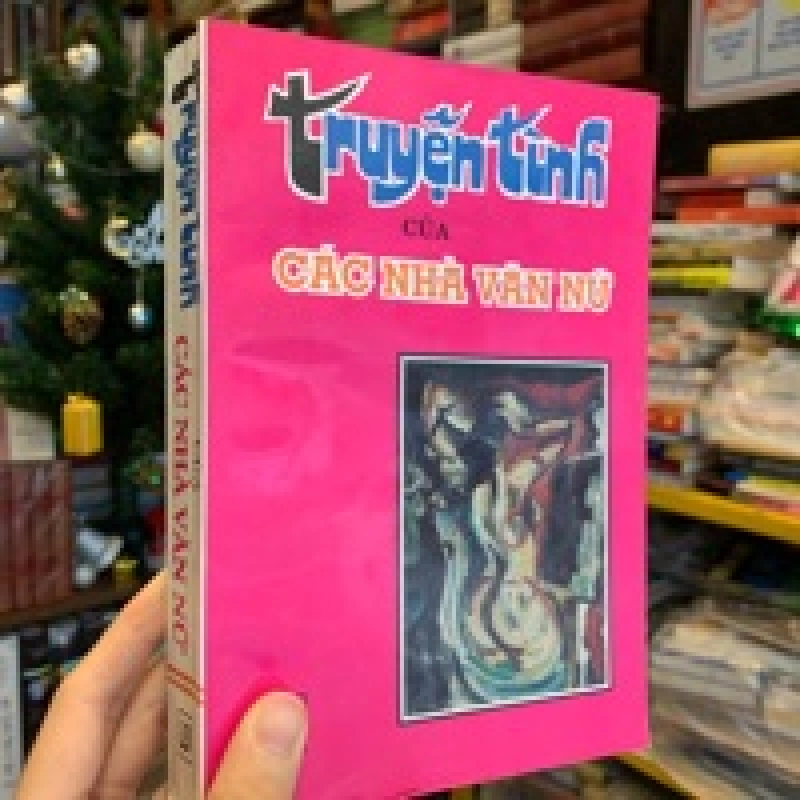 truyện tình
CỦA
CÁC NHÀ VĂN NỮ
truyện tình CÁC NHÀ VĂN NỮ